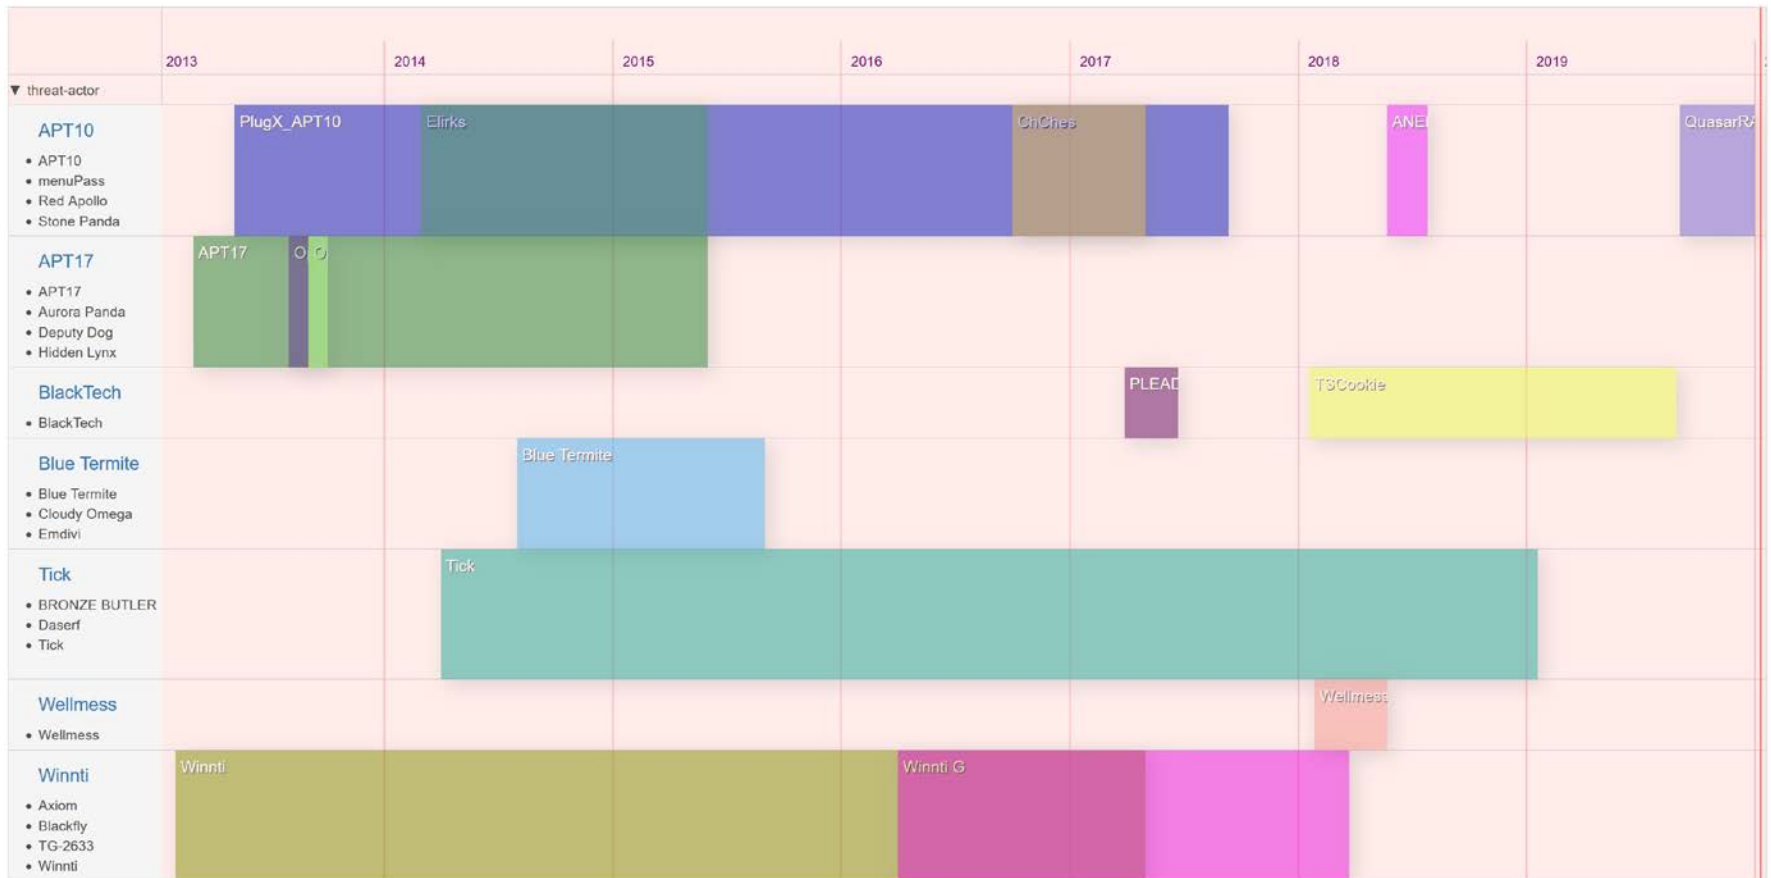 2013 2014 2015 2016 2017 2018 2019
▼ threat-actor
APT10
• APT10
• menuPass
• Red Apollo
• Stone Panda
PlugX_APT10 Elirks ChChes ANEL QuasarRA
APT17
• APT17
• Aurora Panda
• Deputy Dog
• Hidden Lynx
APT17 O O
BlackTech
• BlackTech
PLEAD TSCookie
Blue Termite
• Blue Termite
• Cloudy Omega
• Emdivi
Blue Termite
Tick
• BRONZE BUTLER
• Daserf
• Tick
Tick
Wellmess
• Wellmess
Wellmess
Winnti
• Axiom
• Blackfly
• TG-2633
• Winnti
Winnti Winnti G